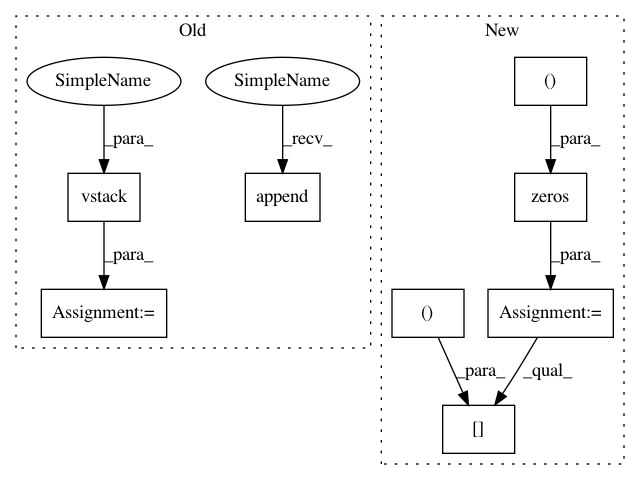 Old
New
SimpleName
SimpleName
()
_para_
_recv_
_para_
vstack
append
zeros
_para_
_para_
Assignment:=
()
Assignment:=
_para_
_qual_
[]